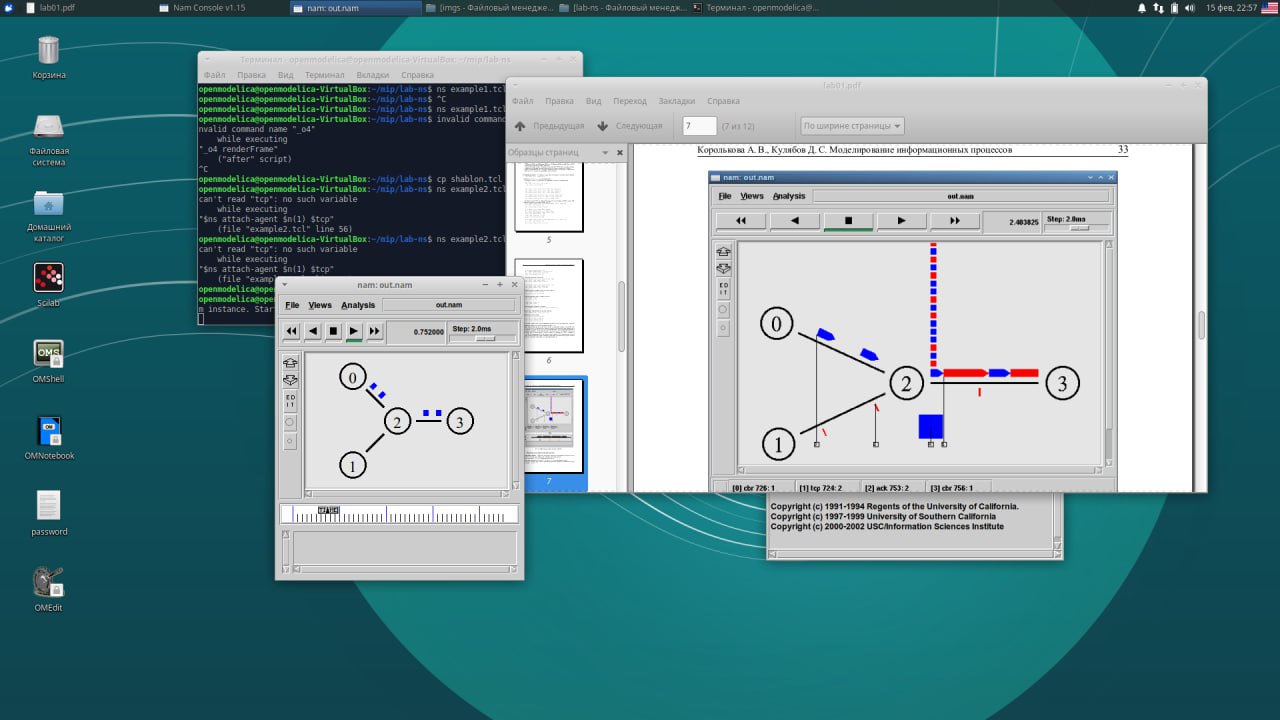 lab01.pdf
Nam Console v1.15
nam: out.nam
[imgs - Файловый менедже...
[lab-ns - Файловый менедж...
Терминал - openmodelica@...
15 фев, 22:57
Корзина
Файловая
система
Домашний
каталог
Scilab
OMShell
OMNotebook
password
OMEdit
Терминал - openmodelica@openmodelica-VirtualBox:~/mip/lab-ns
Файл Правка Вид Терминал Вкладки Справка
openmodelica@openmodelica-VirtualBox:~/mip/lab-ns$ ns example1.tcl
openmodelica@openmodelica-VirtualBox:~/mip/lab-ns$ ^C
openmodelica@openmodelica-VirtualBox:~/mip/lab-ns$ ns example1.tcl
openmodelica@openmodelica-VirtualBox:~/mip/lab-ns$ invalid command
nvalid command name "_o4"
while executing
"_o4 renderFrame"
("after" script)
^C
openmodelica@openmodelica-VirtualBox:~/mip/lab-ns$ cp shablon.tcl
openmodelica@openmodelica-VirtualBox:~/mip/lab-ns$ ns example2.tcl
can't read "tcp": no such variable
while executing
"$ns attach-agent $n(1) $tcp"
(file "example2.tcl" line 56)
openmodelica@openmodelica-VirtualBox:~/mip/lab-ns$ ns example2.tcl
can't read "tcp": no such variable
while executing
"$ns attach-agent $n(1) $tcp"
(file "examp
openmodelica
openmodelica
m instance. Star
nam: out.nam
File Views Analysis out.nam
0.752000 Step: 2.0ms
ED
IT
0
2
3
1
lab01.pdf
Файл Правка Вид Переход Закладки Справка
Предыдущая Следующая 7 (7 из 12) По ширине страницы
Образцы страниц
5
6
7
Королькова А. В., Кулябов Д. С. Моделирование информационных процессов 33
nam: out.nam
File Views Analysis out.nam
2.483825 Step: 2.0ms
ED
IT
0
2
3
1
[0] cbr 726: 1 [1] tcp 724: 2 [2] ack 753: 2 [3] cbr 756: 1
Copyright (c) 1991-1994 Regents of the University of California.
Copyright (c) 1997-1999 University of Southern California
Copyright (c) 2000-2002 USC/Information Sciences Institute